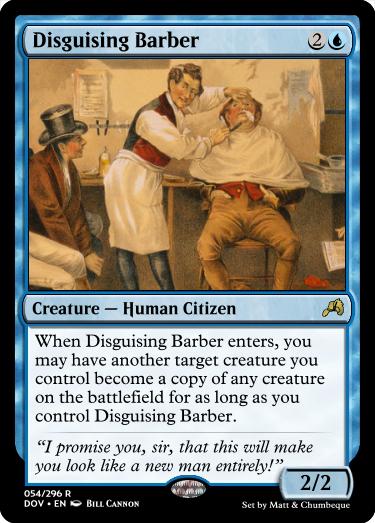 Disguising Barber 2
Creature — Human Citizen
When Disguising Barber enters, you
may have another target creature you
control become a copy of any creature
on the battlefield for as long as you
control Disguising Barber.
“I promise you, sir, that this will make
you look like a new man entirely!”
2/2
054/296 R
DOV • EN BILL CANNON
Set by Matt & Chumbeque